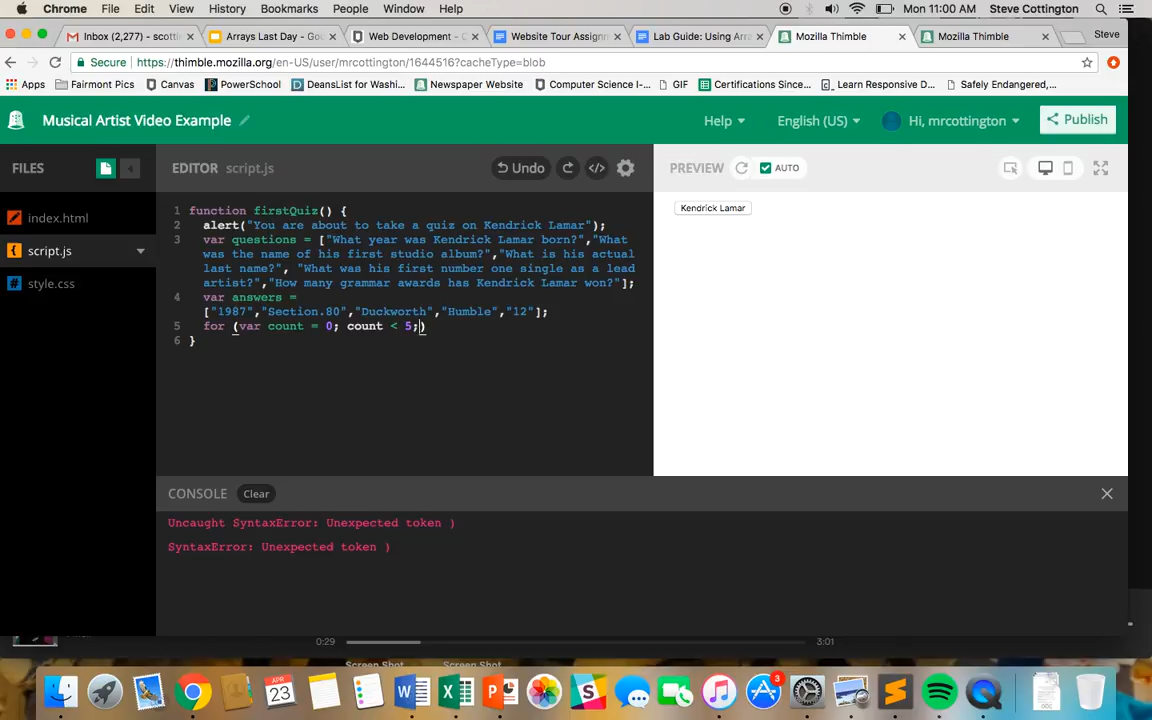 Chrome File Edit View History Bookmarks People Window Help Mon 11:00 AM Steve Cottington
Inbox (2,277) - scotti Arrays Last Day - Go Web Development - C Website Tour Assignm Lab Guide: Using Arra Mozilla Thimble Mozilla Thimble Steve
Secure https://thimble.mozilla.org/en-US/user/mrcottington/1644516?cacheType=blob
Apps Fairmont Pics Canvas PowerSchool DeansList for Washi... Newspaper Website Computer Science I-... GIF Certifications Since... Learn Responsive D... Safely Endangered,...
Musical Artist Video Example Help English (US) Hi, mrcottington Publish
FILES EDITOR script.js Undo PREVIEW AUTO
index.html
script.js
style.css
1 function firstQuiz() {
2 alert("You are about to take a quiz on Kendrick Lamar");
3 var questions = ["What year was Kendrick Lamar born?","What
was the name of his first studio album?","What is his actual
last name?", "What was his first number one single as a lead
artist?","How many grammar awards has Kendrick Lamar won?"];
4 var answers =
["1987","Section.80","Duckworth","Humble","12"];
5 for (var count = 0; count < 5;)
6 }
Kendrick Lamar
CONSOLE Clear
Uncaught SyntaxError: Unexpected token )
SyntaxError: Unexpected token )
0:29 3:01
Screen Shot Screen Shot
APR
23
3